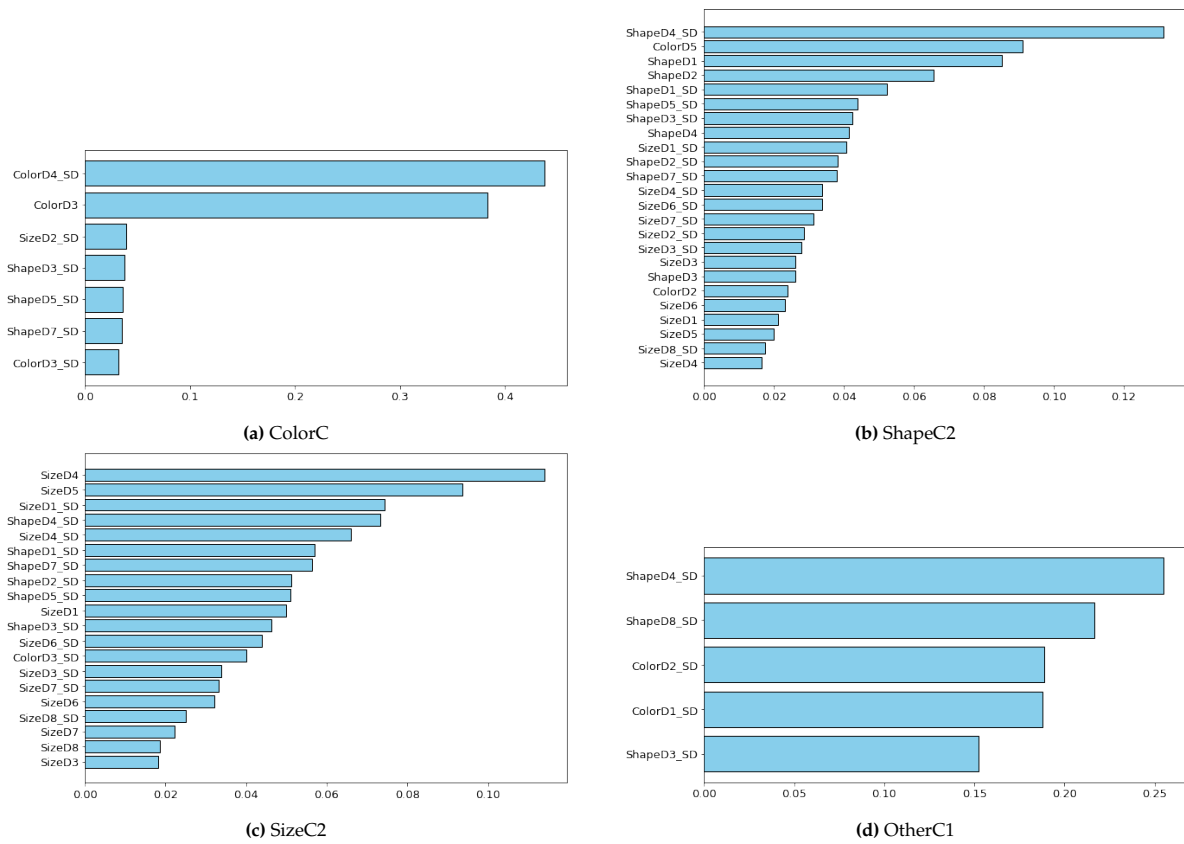 ColorD4_SD
ColorD3
SizeD2_SD
ShapeD3_SD
ShapeD5_SD
ShapeD7_SD
ColorD3_SD
0.0 0.1 0.2 0.3 0.4
(a) ColorC
ShapeD4_SD
ColorD5
ShapeD1
ShapeD2
ShapeD1_SD
ShapeD5_SD
ShapeD3_SD
ShapeD4
SizeD1_SD
ShapeD2_SD
ShapeD7_SD
SizeD4_SD
SizeD6_SD
SizeD7_SD
SizeD2_SD
SizeD3_SD
SizeD3
ShapeD3
ColorD2
SizeD6
SizeD1
SizeD5
SizeD8_SD
SizeD4
0.00 0.02 0.04 0.06 0.08 0.10 0.12
(b) ShapeC2
SizeD4
SizeD5
SizeD1_SD
ShapeD4_SD
SizeD4_SD
ShapeD1_SD
ShapeD7_SD
ShapeD2_SD
ShapeD5_SD
SizeD1
ShapeD3_SD
SizeD6_SD
ColorD3_SD
SizeD3_SD
SizeD7_SD
SizeD6
SizeD8_SD
SizeD7
SizeD8
SizeD3
0.00 0.02 0.04 0.06 0.08 0.10
(c) SizeC2
ShapeD4_SD
ShapeD8_SD
ColorD2_SD
ColorD1_SD
ShapeD3_SD
0.00 0.05 0.10 0.15 0.20 0.25
(d) OtherC1